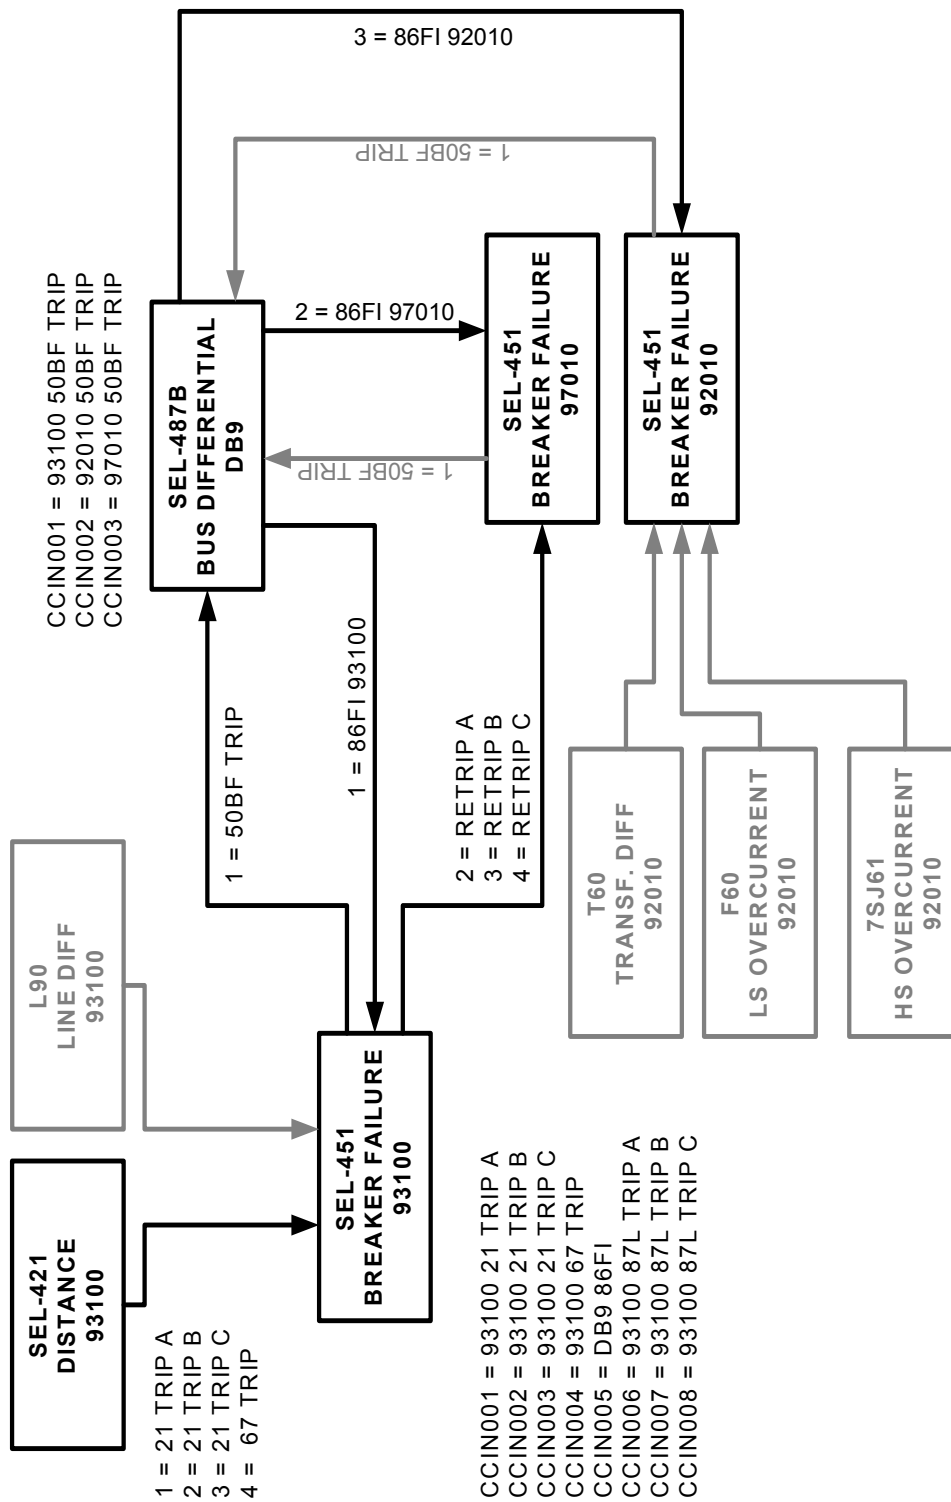 SEL-421
DISTANCE
93100
L90
LINE DIFF
93100
1 = 21 TRIP A
2 = 21 TRIP B
3 = 21 TRIP C
4 = 67 TRIP
SEL-451
BREAKER FAILURE
93100
CCIN001 = 93100 21 TRIP A
CCIN002 = 93100 21 TRIP B
CCIN003 = 93100 21 TRIP C
CCIN004 = 93100 67 TRIP
CCIN005 = DB9 86FI
CCIN006 = 93100 87L TRIP A
CCIN007 = 93100 87L TRIP B
CCIN008 = 93100 87L TRIP C
1 = 50BF TRIP
1 = 86FI 93100
2 = RETRIP A
3 = RETRIP B
4 = RETRIP C
CCIN001 = 93100 50BF TRIP
CCIN002 = 92010 50BF TRIP
CCIN003 = 97010 50BF TRIP
SEL-487B
BUS DIFFERENTIAL
DB9
2 = 86FI 97010
1 = 50BF TRIP
3 = 86FI 92010
1 = 50BF TRIP
SEL-451
BREAKER FAILURE
97010
SEL-451
BREAKER FAILURE
92010
T60
TRANSF. DIFF
92010
F60
LS OVERCURRENT
92010
7SJ61
HS OVERCURRENT
92010